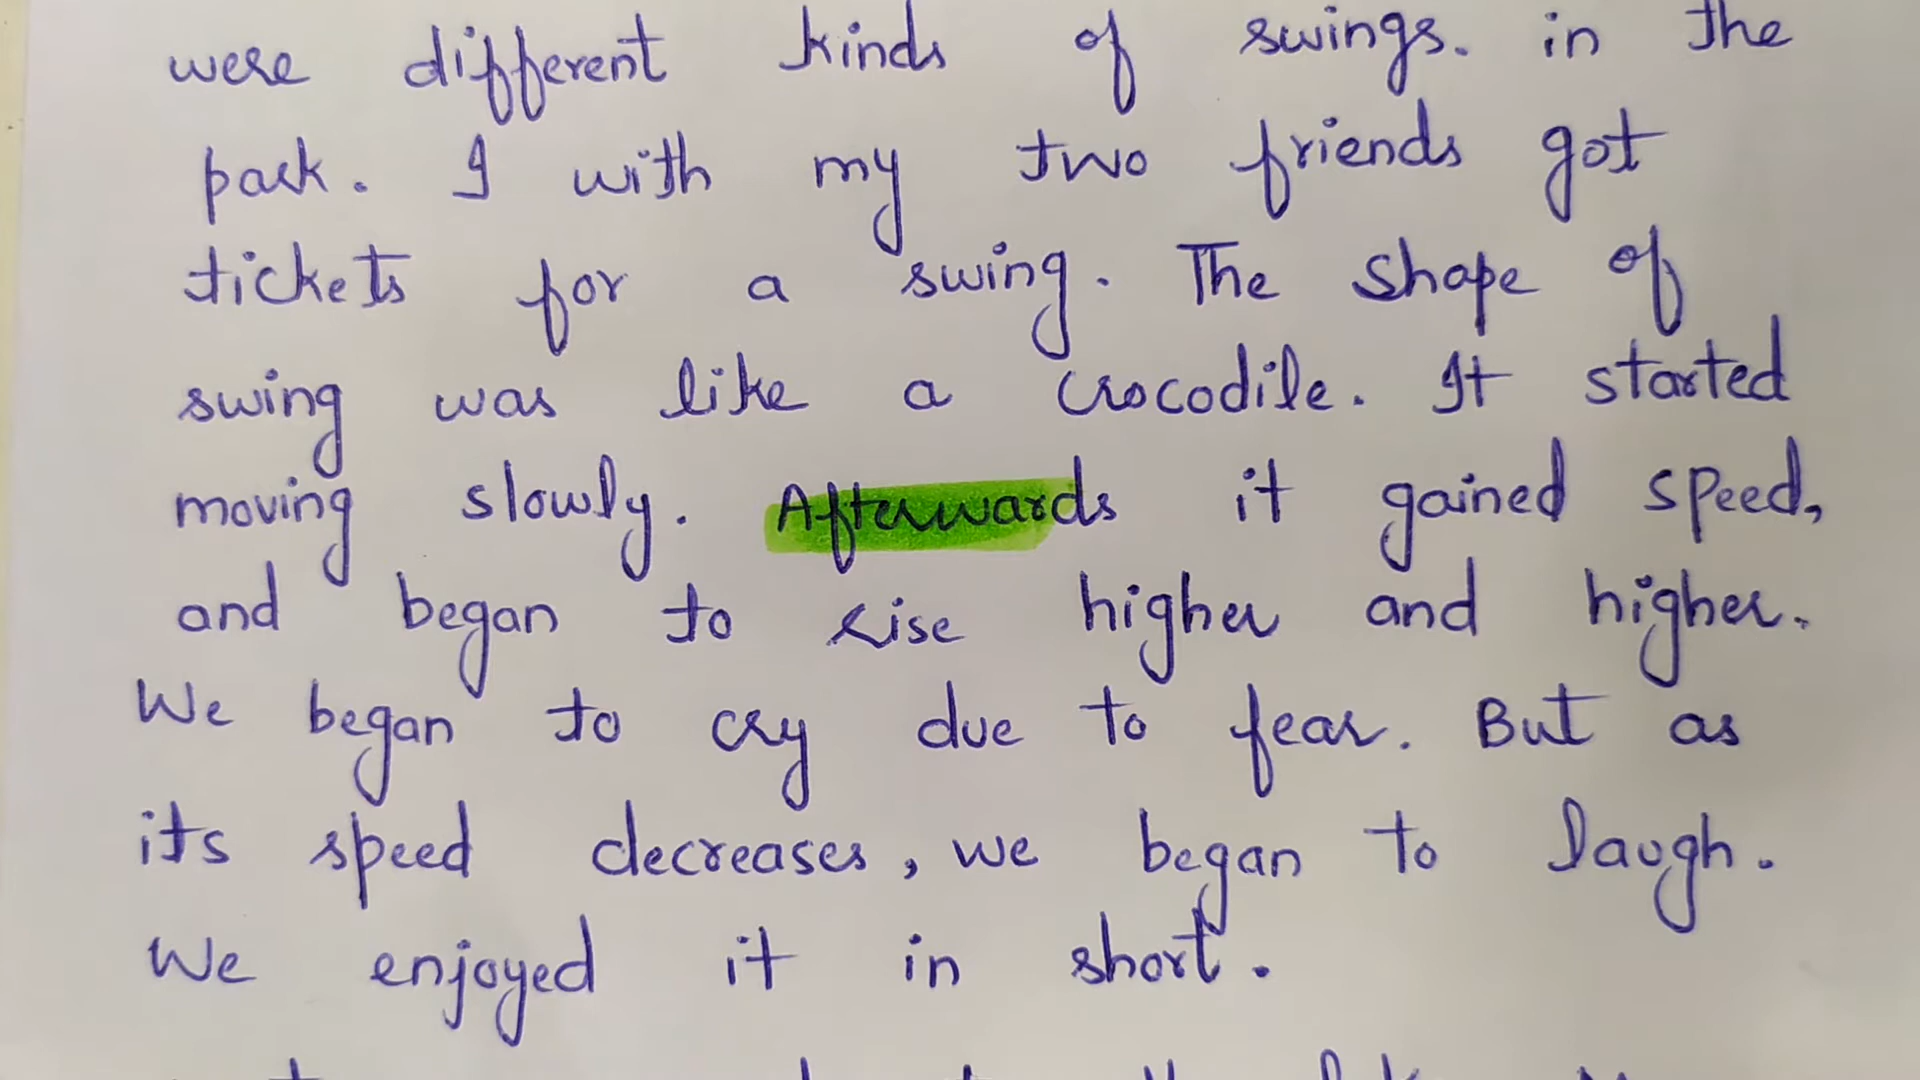 were different kinds of swings. in the
park. I with my two friends got
tickets for a swing. The shape of
swing was like a crocodile. It started
moving slowly. Afterwards it gained speed,
and began to rise higher and higher.
We began to cry due to fear. But as
its speed decreases, we began to laugh.
We enjoyed it in short.